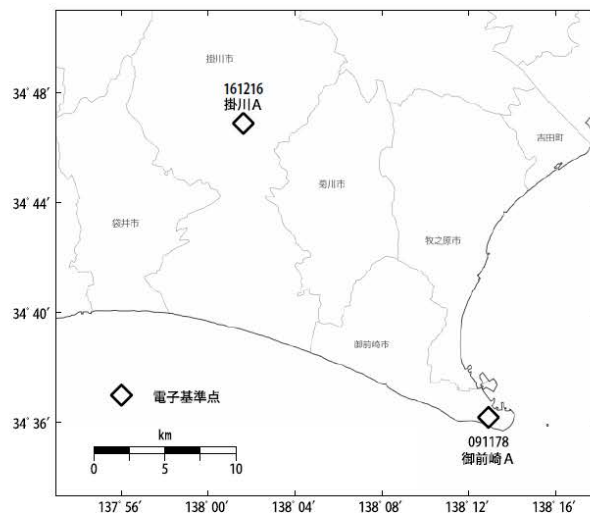 掛川市
34° 48'
161216
掛川A
吉田町
菊川市
34° 44'
袋井市
牧之原市
34° 40'
御前崎市
電子基準点
34° 36'
km
091178
御前崎A
0 5 10
137° 56' 138° 00' 138° 04' 138° 08' 138° 12' 138° 16'